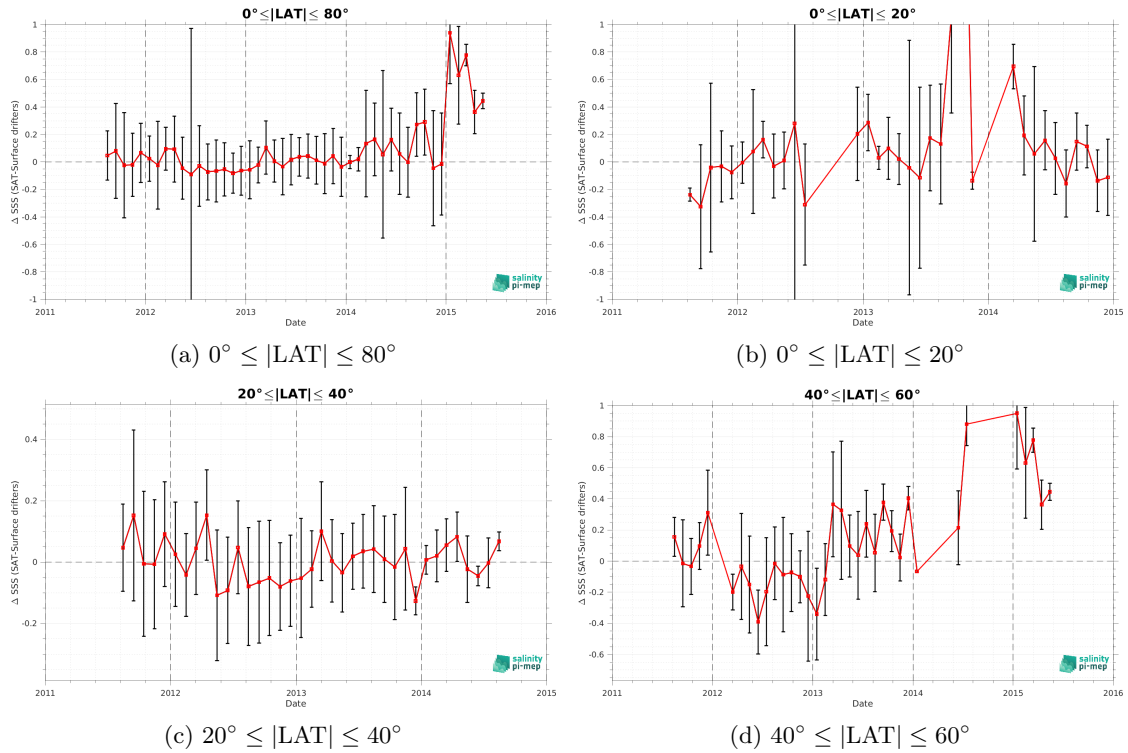 0°≤|LAT|≤ 80°
1
0.8
0.6
0.4
0.2
0
-0.2
-0.4
-0.6
-0.8
-1
Δ SSS (SAT-Surface drifters)
2011
2012
2013
2014
2015
2016
Date
salinity
pi-mep
(a) 0° ≤ |LAT| ≤ 80°
0°≤|LAT|≤ 20°
1
0.8
0.6
0.4
0.2
0
-0.2
-0.4
-0.6
-0.8
-1
Δ SSS (SAT-Surface drifters)
2011
2012
2013
2014
2015
Date
salinity
pi-mep
(b) 0° ≤ |LAT| ≤ 20°
20°≤|LAT|≤ 40°
0.4
0.2
0
-0.2
Δ SSS (SAT-Surface drifters)
2011
2012
2013
2014
2015
Date
salinity
pi-mep
(c) 20° ≤ |LAT| ≤ 40°
40°≤|LAT|≤ 60°
1
0.8
0.6
0.4
0.2
0
-0.2
-0.4
-0.6
-0.8
-1
Δ SSS (SAT-Surface drifters)
2011
2012
2013
2014
2015
2016
Date
salinity
pi-mep
(d) 40° ≤ |LAT| ≤ 60°